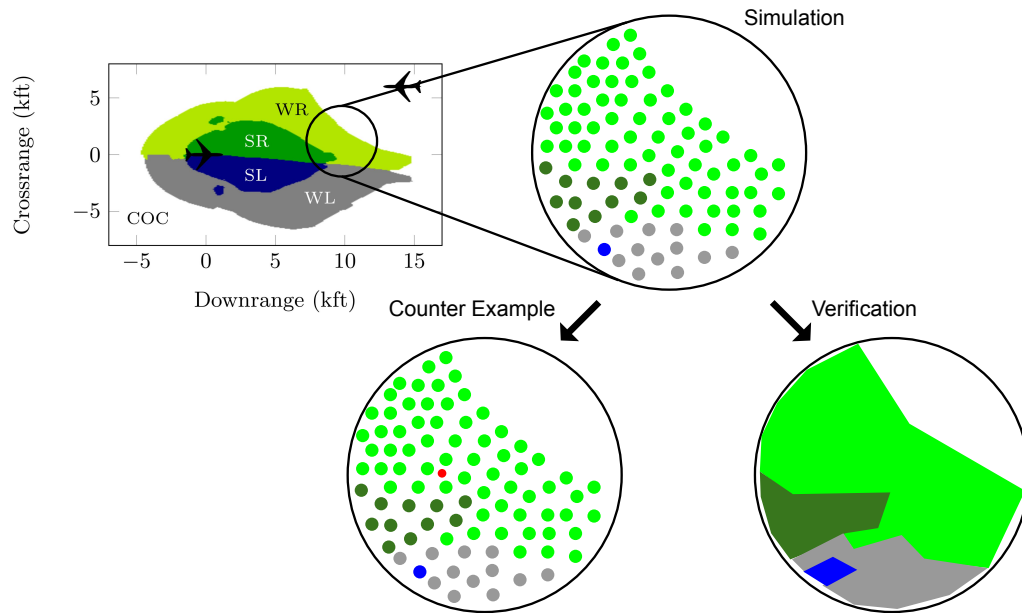 Simulation
Crossrange (kft)
5
0
−5
WR
SR
SL
WL
COC
−5
0
5
10
15
Downrange (kft)
Counter Example
Verification